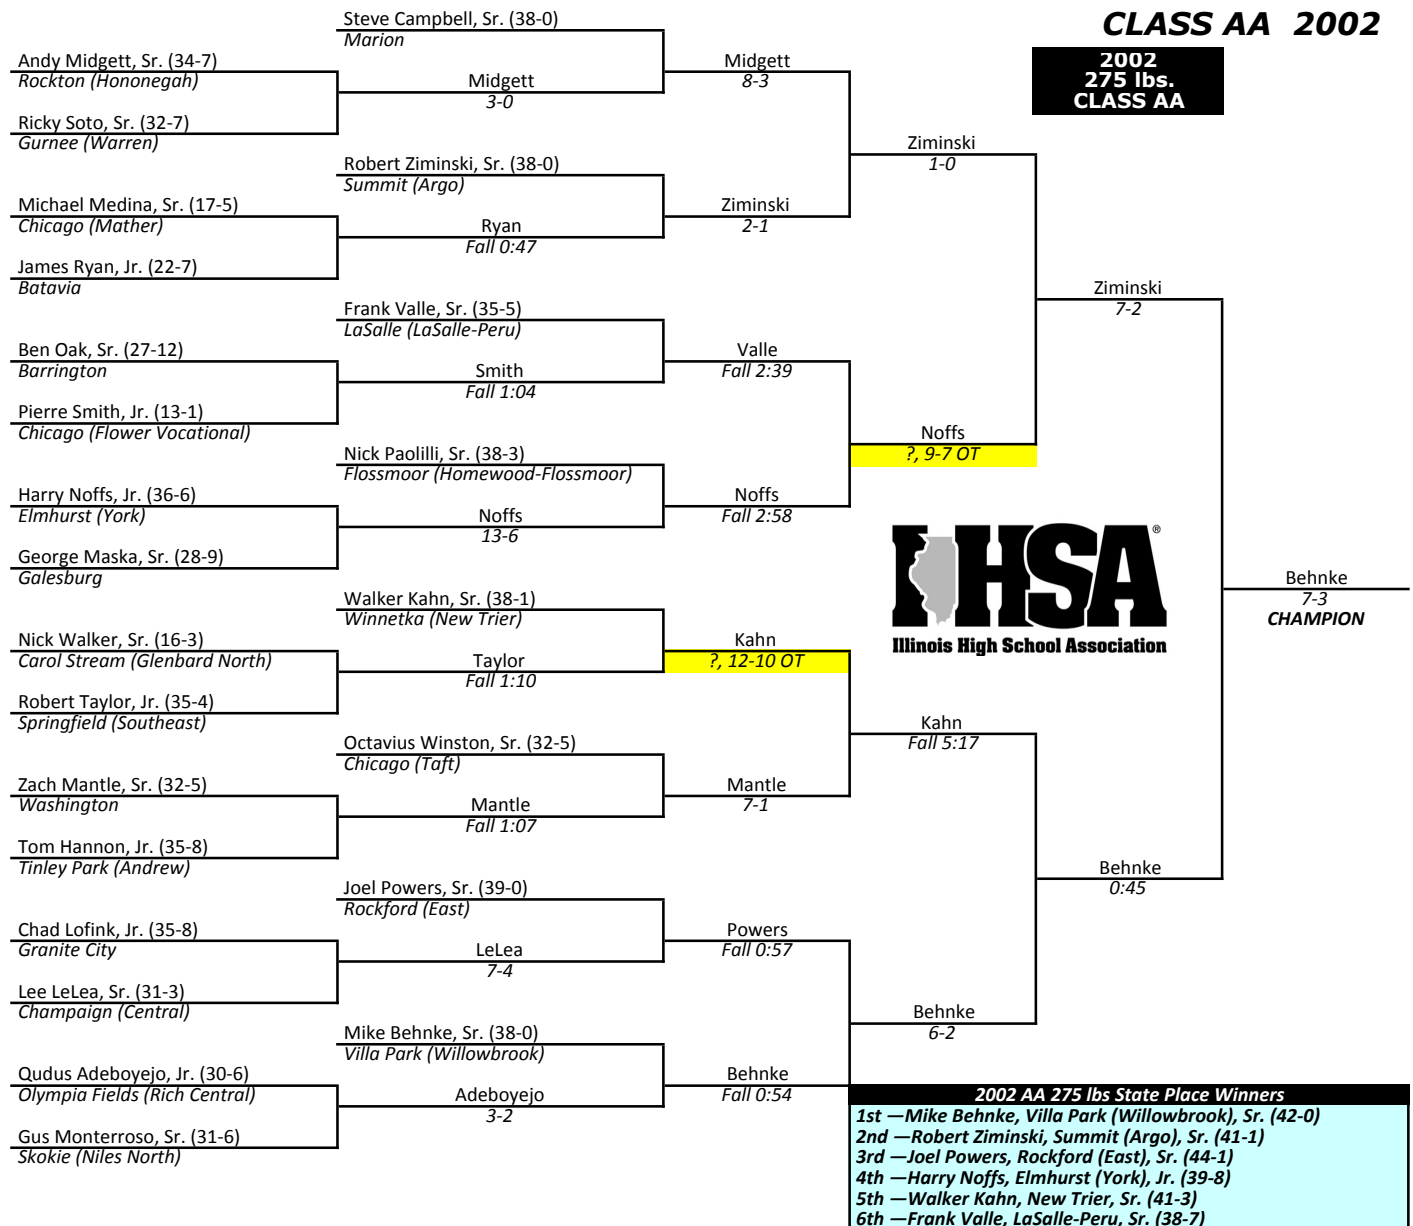 CLASS AA  2002
2002
275 lbs.
CLASS AA
Steve Campbell, Sr. (38-0)
Marion
Andy Midgett, Sr. (34-7)
Rockton (Hononegah)
Midgett
3-0
Ricky Soto, Sr. (32-7)
Gurnee (Warren)
Midgett
8-3
Robert Ziminski, Sr. (38-0)
Summit (Argo)
Michael Medina, Sr. (17-5)
Chicago (Mather)
Ryan
Fall 0:47
James Ryan, Jr. (22-7)
Batavia
Ziminski
2-1
Ziminski
1-0
Frank Valle, Sr. (35-5)
LaSalle (LaSalle-Peru)
Ben Oak, Sr. (27-12)
Barrington
Smith
Fall 1:04
Pierre Smith, Jr. (13-1)
Chicago (Flower Vocational)
Valle
Fall 2:39
Nick Paolilli, Sr. (38-3)
Flossmoor (Homewood-Flossmoor)
Harry Noffs, Jr. (36-6)
Elmhurst (York)
Noffs
13-6
George Maska, Sr. (28-9)
Galesburg
Noffs
Fall 2:58
Noffs
?, 9-7 OT
Ziminski
7-2
IHSA®
Illinois High School Association
Walker Kahn, Sr. (38-1)
Winnetka (New Trier)
Nick Walker, Sr. (16-3)
Carol Stream (Glenbard North)
Taylor
Fall 1:10
Robert Taylor, Jr. (35-4)
Springfield (Southeast)
Kahn
?, 12-10 OT
Octavius Winston, Sr. (32-5)
Chicago (Taft)
Zach Mantle, Sr. (32-5)
Washington
Mantle
Fall 1:07
Tom Hannon, Jr. (35-8)
Tinley Park (Andrew)
Mantle
7-1
Kahn
Fall 5:17
Joel Powers, Sr. (39-0)
Rockford (East)
Chad Lofink, Jr. (35-8)
Granite City
LeLea
7-4
Lee LeLea, Sr. (31-3)
Champaign (Central)
Powers
Fall 0:57
Mike Behnke, Sr. (38-0)
Villa Park (Willowbrook)
Qudus Adeboyejo, Jr. (30-6)
Olympia Fields (Rich Central)
Adeboyejo
3-2
Gus Monterroso, Sr. (31-6)
Skokie (Niles North)
Behnke
Fall 0:54
Behnke
6-2
Behnke
0:45
Behnke
7-3
CHAMPION
2002 AA 275 lbs State Place Winners
1st —Mike Behnke, Villa Park (Willowbrook), Sr. (42-0)
2nd —Robert Ziminski, Summit (Argo), Sr. (41-1)
3rd —Joel Powers, Rockford (East), Sr. (44-1)
4th —Harry Noffs, Elmhurst (York), Jr. (39-8)
5th —Walker Kahn, New Trier, Sr. (41-3)
6th —Frank Valle, LaSalle-Peru, Sr. (38-7)